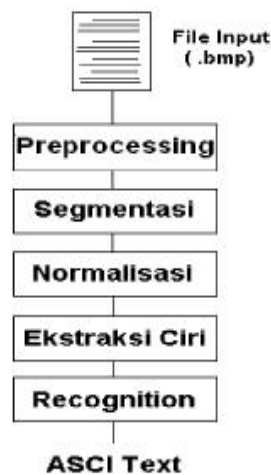 File Input
( .bmp)
Preprocessing
Segmentasi
Normalisasi
Ekstraksi Ciri
Recognition
ASCI Text